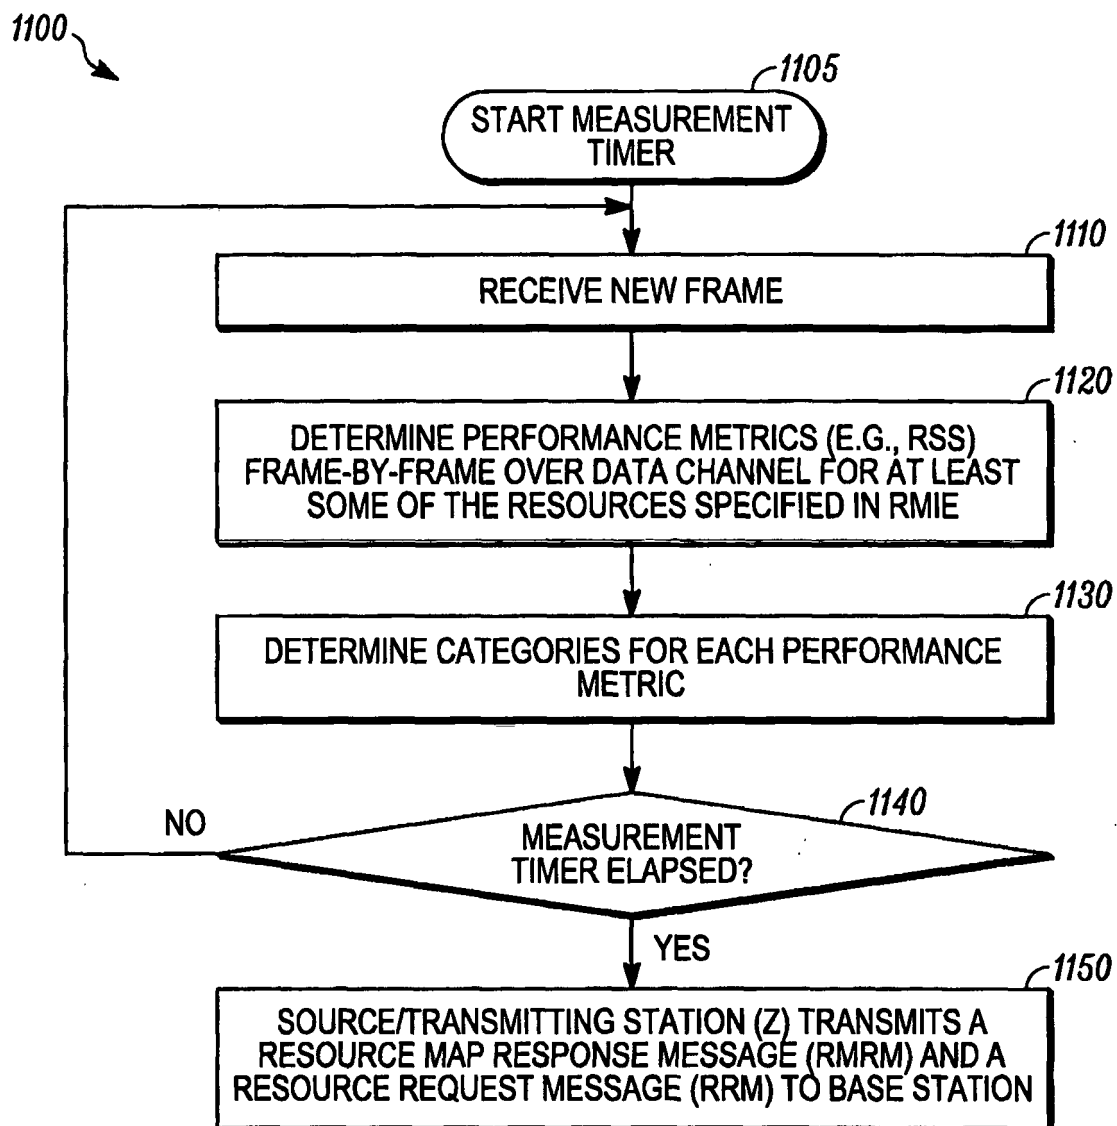 1100
1105
START MEASUREMENT
TIMER
1110
RECEIVE NEW FRAME
1120
DETERMINE PERFORMANCE METRICS (E.G., RSS)
FRAME-BY-FRAME OVER DATA CHANNEL FOR AT LEAST
SOME OF THE RESOURCES SPECIFIED IN RMIE
1130
DETERMINE CATEGORIES FOR EACH PERFORMANCE
METRIC
1140
NO
MEASUREMENT
TIMER ELAPSED?
YES
1150
SOURCE/TRANSMITTING STATION (Z) TRANSMITS A
RESOURCE MAP RESPONSE MESSAGE (RMRM) AND A
RESOURCE REQUEST MESSAGE (RRM) TO BASE STATION